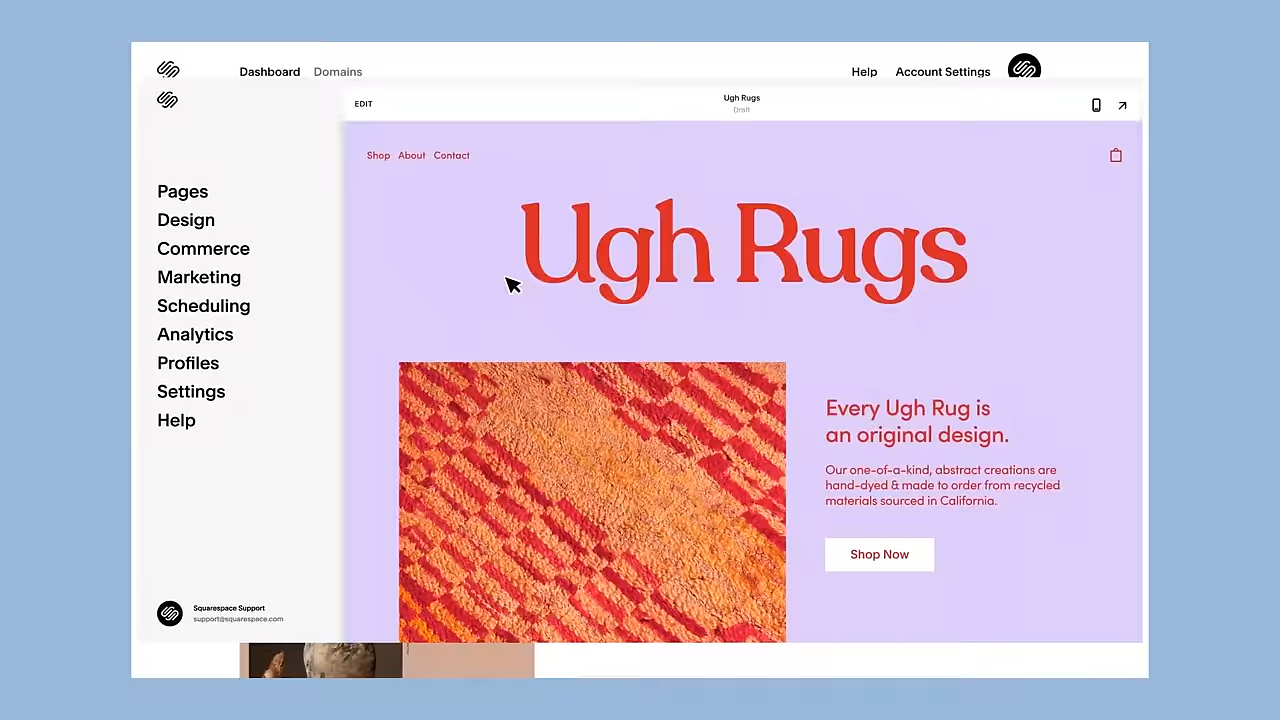 Dashboard Domains Help Account Settings
EDIT Ugh Rugs
Draft
Shop About Contact
Ugh Rugs
Pages
Design
Commerce
Marketing
Scheduling
Analytics
Profiles
Settings
Help
Every Ugh Rug is
an original design.
Our one-of-a-kind, abstract creations are
hand-dyed & made to order from recycled
materials sourced in California.
Shop Now
Squarespace Support
support@squarespace.com